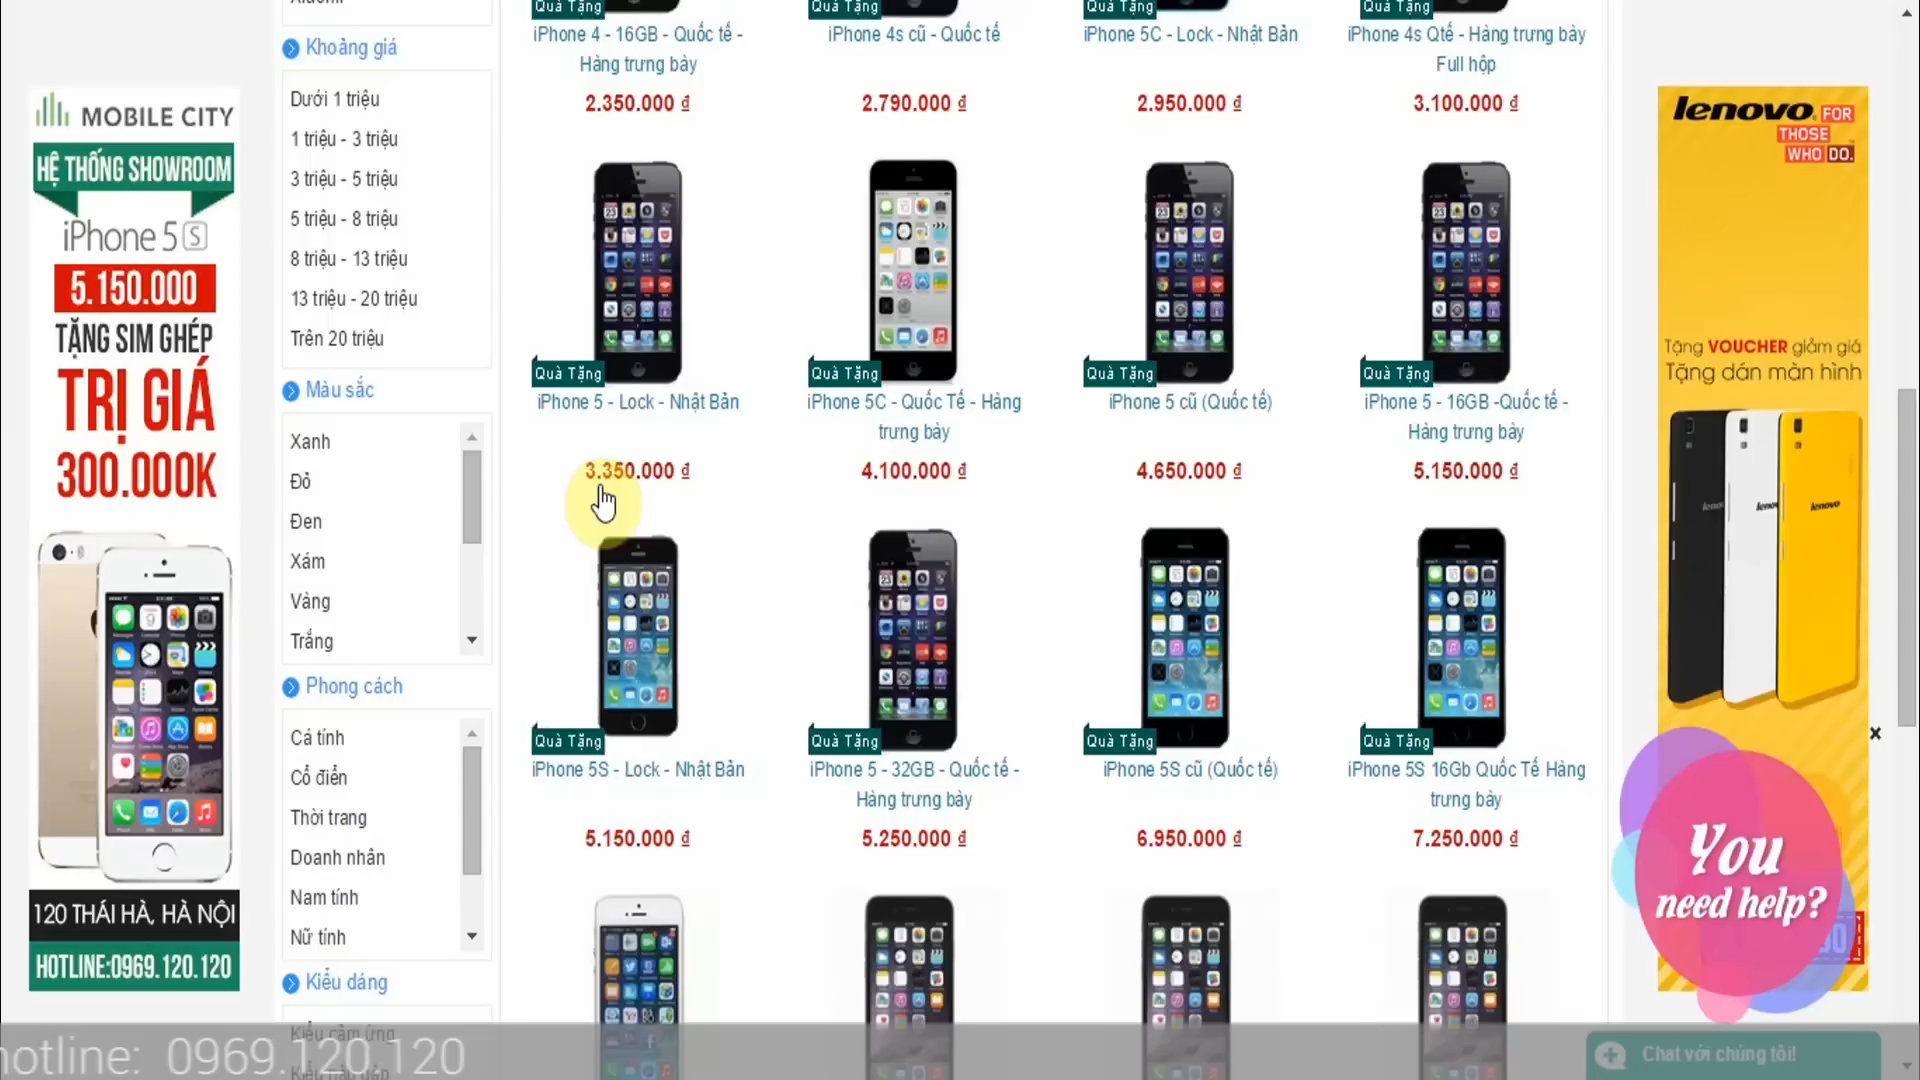 MOBILE CITY
HỆ THỐNG SHOWROOM
iPhone 5 S
5.150.000
TẶNG SIM GHÉP
TRỊ GIÁ
300.000K
120 THÁI HÀ, HÀ NỘI
HOTLINE:0969.120.120
Khoảng giá
Dưới 1 triệu
1 triệu - 3 triệu
3 triệu - 5 triệu
5 triệu - 8 triệu
8 triệu - 13 triệu
13 triệu - 20 triệu
Trên 20 triệu
Màu sắc
Xanh
Đỏ
Đen
Xám
Vàng
Trắng
Phong cách
Cá tính
Cổ điển
Thời trang
Doanh nhân
Nam tính
Nữ tính
Kiểu dáng
Kiểu cảm ứng
Quà Tặng
Quà Tặng
Quà Tặng
Quà Tặng
iPhone 4 - 16GB - Quốc tế -
Hàng trưng bày
2.350.000 ₫
iPhone 4s cũ - Quốc tế
2.790.000 ₫
iPhone 5C - Lock - Nhật Bản
2.950.000 ₫
iPhone 4s Qtế - Hàng trưng bày
Full hộp
3.100.000 ₫
Quà Tặng
iPhone 5 - Lock - Nhật Bản
3.350.000 ₫
Quà Tặng
iPhone 5C - Quốc Tế - Hàng
trưng bày
4.100.000 ₫
Quà Tặng
iPhone 5 cũ (Quốc tế)
4.650.000 ₫
Quà Tặng
iPhone 5 - 16GB -Quốc tế -
Hàng trưng bày
5.150.000 ₫
Quà Tặng
iPhone 5S - Lock - Nhật Bản
5.150.000 ₫
Quà Tặng
iPhone 5 - 32GB - Quốc tế -
Hàng trưng bày
5.250.000 ₫
Quà Tặng
iPhone 5S cũ (Quốc tế)
6.950.000 ₫
Quà Tặng
iPhone 5S 16Gb Quốc Tế Hàng
trưng bày
7.250.000 ₫
lenovo FOR
THOSE
WHO DO.
Tặng VOUCHER giảm giá
Tặng dán màn hình
lenovo
You
need help?
hotline: 0969.120.120
Chat với chúng tôi!